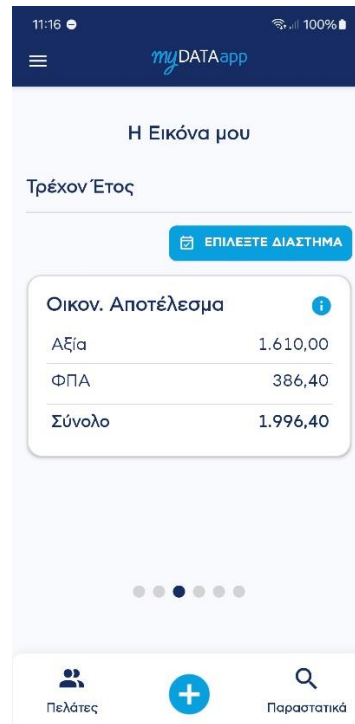 11:16 100%
myDATAapp
Η Εικόνα μου
Τρέχον Έτος
ΕΠΙΛΕΞΤΕ ΔΙΑΣΤΗΜΑ
Οικον. Αποτέλεσμα
Αξία 1.610,00
ΦΠΑ 386,40
Σύνολο 1.996,40
Πελάτες Παραστατικά